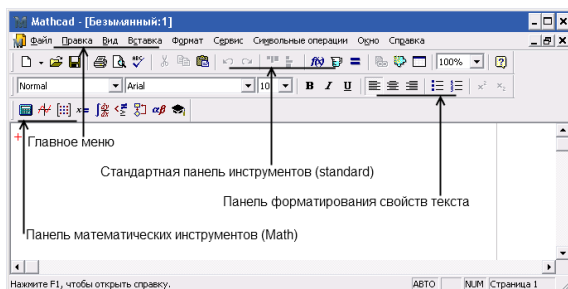 Mathcad - [Безымянный:1]
Файл Правка Вид Вставка Формат Сервис Символьные операции Окно Справка
100%
Normal Arial 10 B I U
αβ
Главное меню
Стандартная панель инструментов (standard)
Панель форматирования свойств текста
Панель математических инструментов (Math)
Нажмите F1, чтобы открыть справку. АВТО NUM Страница 1